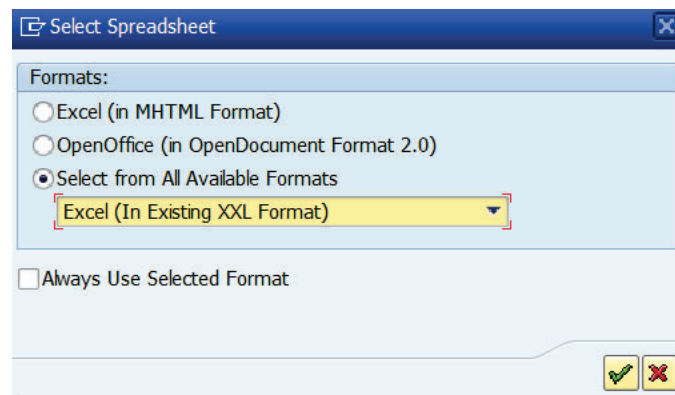 Select Spreadsheet
Formats:
Excel (in MHTML Format)
OpenOffice (in OpenDocument Format 2.0)
Select from All Available Formats
Excel (In Existing XXL Format)
Always Use Selected Format